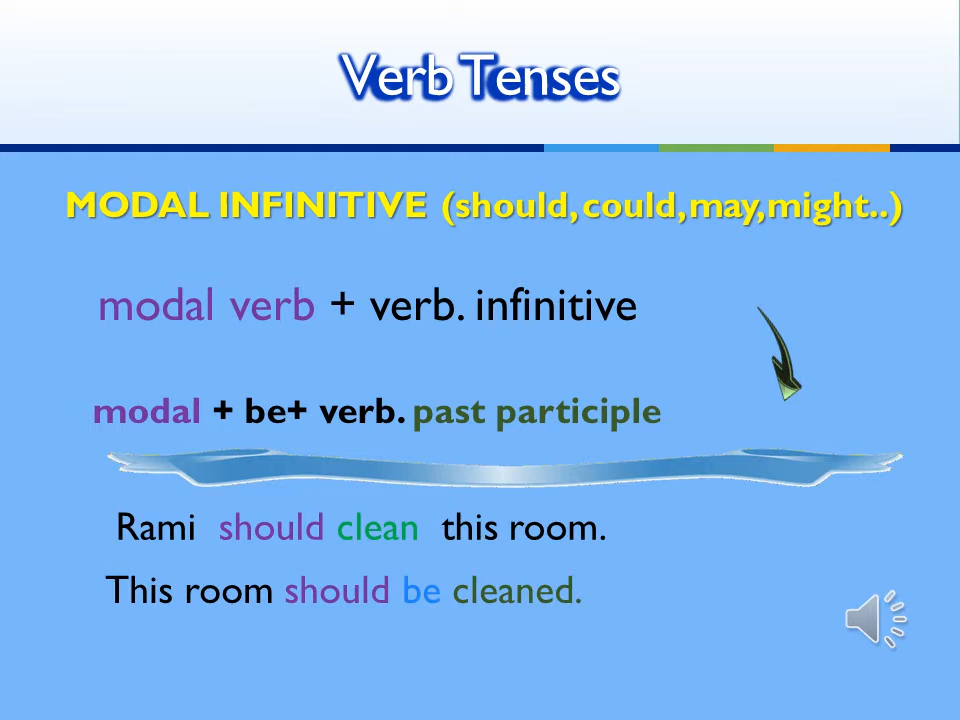 Verb Tenses
MODAL INFINITIVE (should, could, may, might..)
modal verb + verb. infinitive
modal + be+ verb. past participle
Rami should clean this room.
This room should be cleaned.